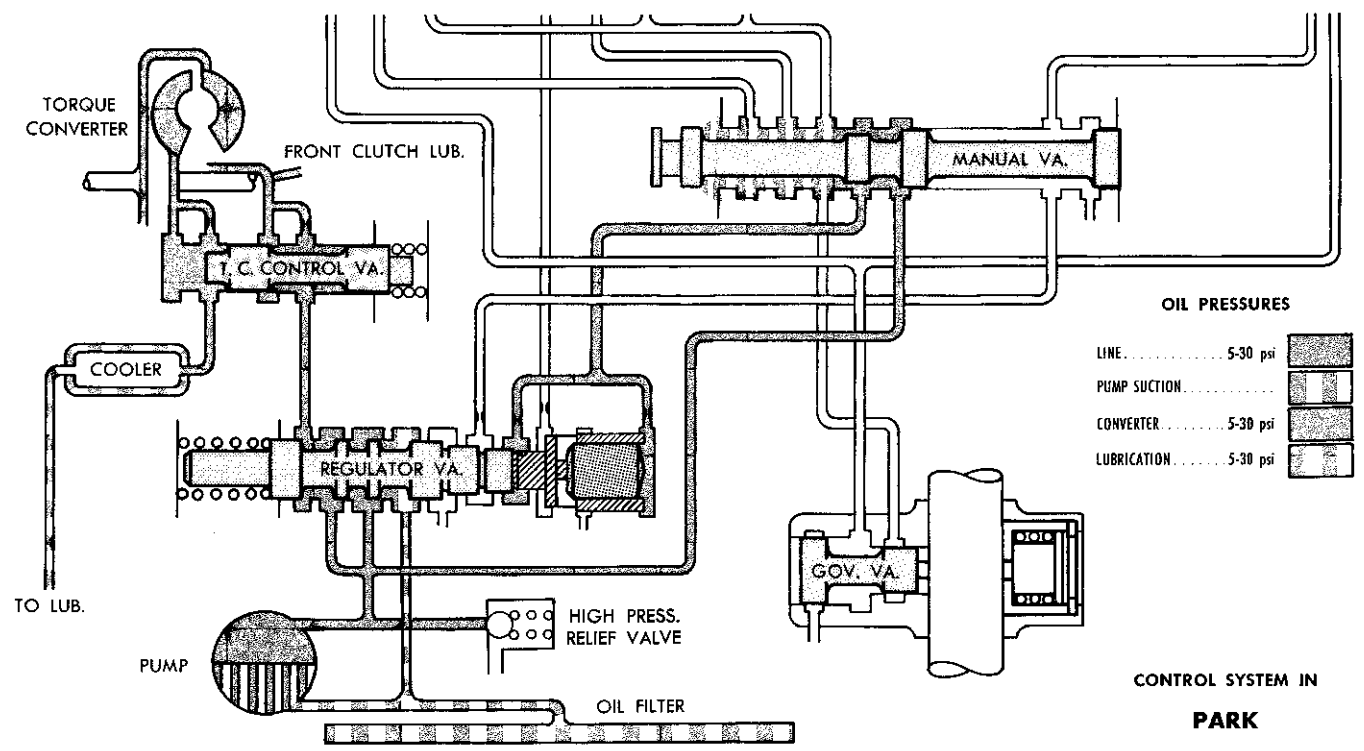 TORQUE
CONVERTER
FRONT CLUTCH LUB.
MANUAL VA.
T. C. CONTROL VA.
COOLER
OIL PRESSURES
LINE............ 5-30 psi
PUMP SUCTION............
CONVERTER........ 5-30 psi
LUBRICATION....... 5-30 psi
REGULATOR VA.
GOV. VA.
TO LUB.
HIGH PRESS.
RELIEF VALVE
PUMP
OIL FILTER
CONTROL SYSTEM IN
PARK